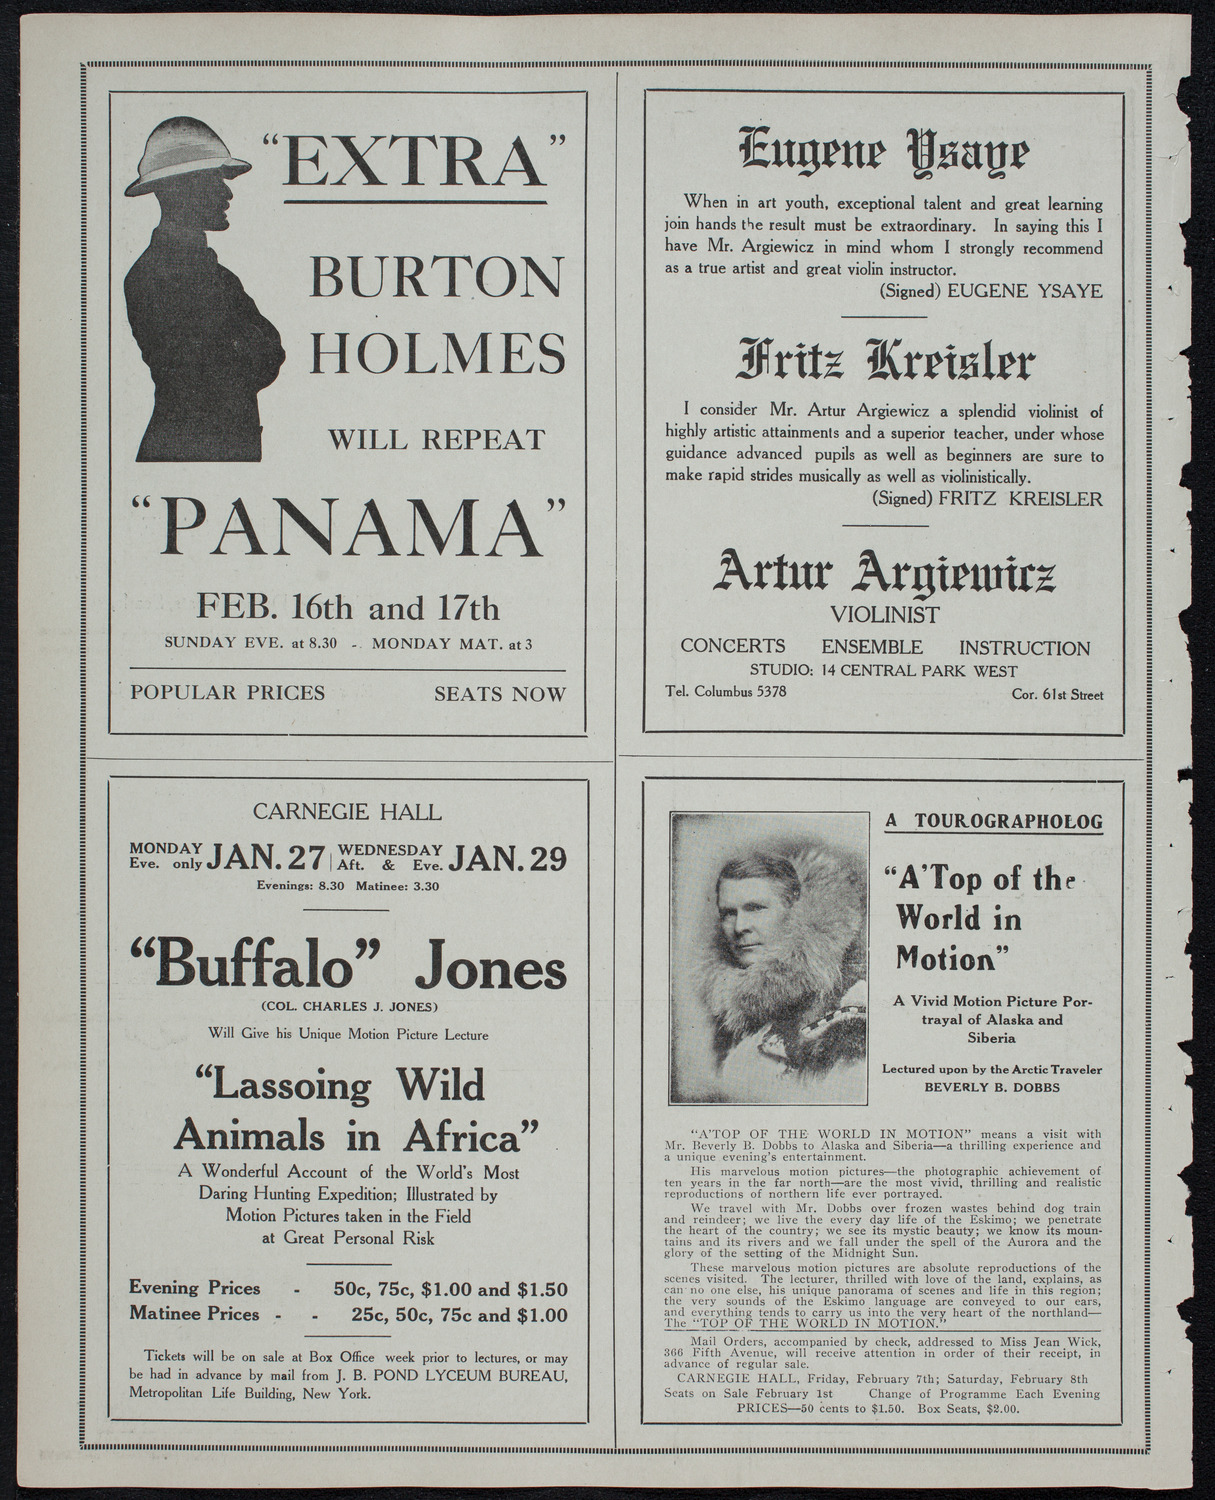 “EXTRA”
BURTON
HOLMES
WILL REPEAT
“PANAMA”
FEB. 16th and 17th
SUNDAY EVE. at 8.30 -. MONDAY MAT. at 3
POPULAR PRICES SEATS NOW
Eugene Ysaye
When in art youth, exceptional talent and great learning
join hands the result must be extraordinary. In saying this I
have Mr. Argiewicz in mind whom I strongly recommend
as a true artist and great violin instructor.
(Signed) EUGENE YSAYE
Fritz Kreisler
I consider Mr. Artur Argiewicz a splendid violinist of
highly artistic attainments and a superior teacher, under whose
guidance advanced pupils as well as beginners are sure to
make rapid strides musically as well as violinistically.
(Signed) FRITZ KREISLER
Artur Argiewicz
VIOLINIST
CONCERTS ENSEMBLE INSTRUCTION
STUDIO: 14 CENTRAL PARK WEST
Tel. Columbus 5378 Cor. 61st Street
CARNEGIE HALL
MONDAY Eve. only JAN. 27 | WEDNESDAY Aft. & Eve. JAN. 29
Evenings: 8.30 Matinee: 3.30
“Buffalo” Jones
(COL. CHARLES J. JONES)
Will Give his Unique Motion Picture Lecture
“Lassoing Wild
Animals in Africa”
A Wonderful Account of the World's Most
Daring Hunting Expedition; Illustrated by
Motion Pictures taken in the Field
at Great Personal Risk
Evening Prices - 50c, 75c, $1.00 and $1.50
Matinee Prices - - 25c, 50c, 75c and $1.00
Tickets will be on sale at Box Office week prior to lectures, or may
be had in advance by mail from J. B. POND LYCEUM BUREAU,
Metropolitan Life Building, New York.
A TOUROGRAPHOLOG
“A'Top of the
World in
Motion”
A Vivid Motion Picture Por-
trayal of Alaska and
Siberia
Lectured upon by the Arctic Traveler
BEVERLY B. DOBBS
“A'TOP OF THE WORLD IN MOTION” means a visit with
Mr. Beverly B. Dobbs to Alaska and Siberia—a thrilling experience and
a unique evening's entertainment.
His marvelous motion pictures—the photographic achievement of
ten years in the far north—are the most vivid, thrilling and realistic
reproductions of northern life ever portrayed.
We travel with Mr. Dobbs over frozen wastes behind dog train
and reindeer; we live the every day life of the Eskimo; we penetrate
the heart of the country; we see its mystic beauty; we know its moun-
tains and its rivers and we fall under the spell of the Aurora and the
glory of the setting of the Midnight Sun.
These marvelous motion pictures are absolute reproductions of the
scenes visited. The lecturer, thrilled with love of the land, explains, as
can no one else, his unique panorama of scenes and life in this region;
the very sounds of the Eskimo language are conveyed to our ears,
and everything tends to carry us into the very heart of the northland—
The “TOP OF THE WORLD IN MOTION.”
Mail Orders, accompanied by check, addressed to Miss Jean Wick,
366 Fifth Avenue, will receive attention in order of their receipt, in
advance of regular sale.
CARNEGIE HALL, Friday, February 7th; Saturday, February 8th
Seats on Sale February 1st Change of Programme Each Evening
PRICES—50 cents to $1.50. Box Seats, $2.00.